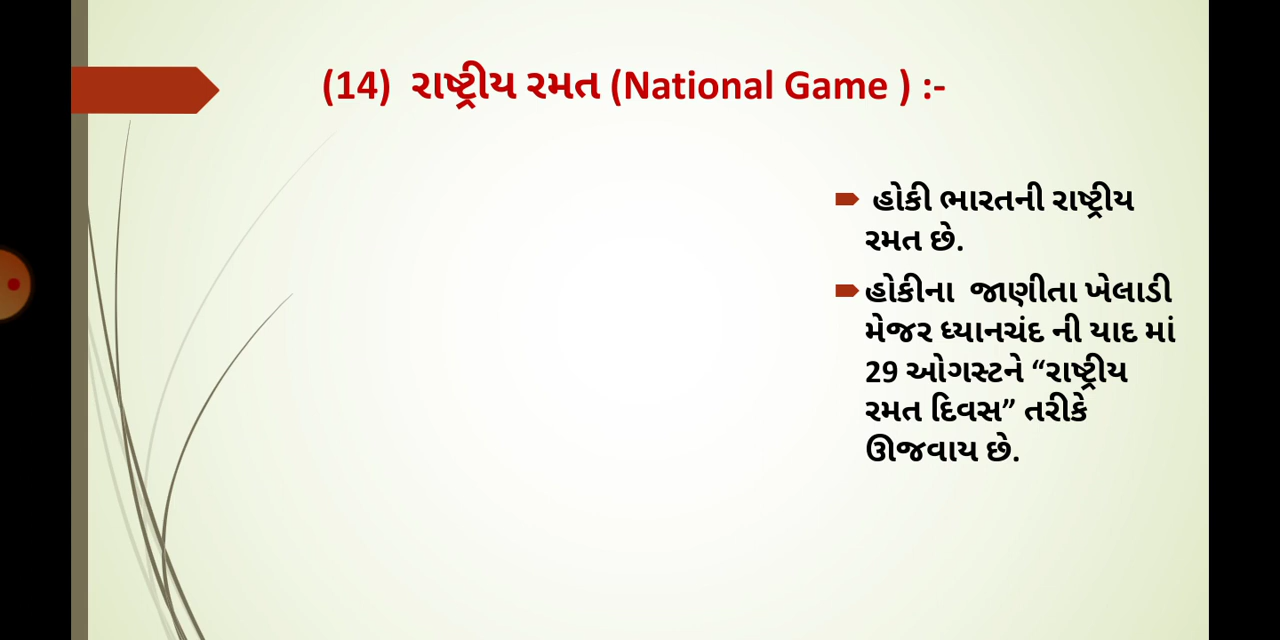 (14) રાષ્ટ્રીય રમત (National Game ) :-
હોકી ભારતની રાષ્ટ્રીય
રમત છે.
હોકીના જાણીતા ખેલાડી
મેજર ધ્યાનચંદ ની યાદ માં
29 ઓગસ્ટને “રાષ્ટ્રીય
રમત દિવસ” તરીકે
ઊજવાય છે.